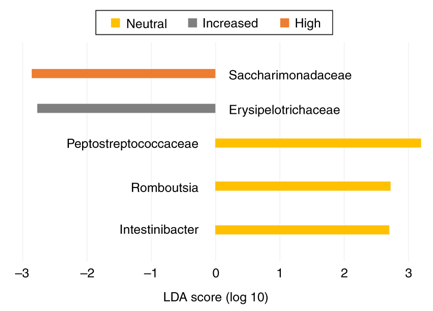 Neutral Increased High
Saccharimonadaceae
Erysipelotrichaceae
Peptostreptococcaceae
Romboutsia
Intestinibacter
–3 –2 –1 0 1 2 3
LDA score (log 10)